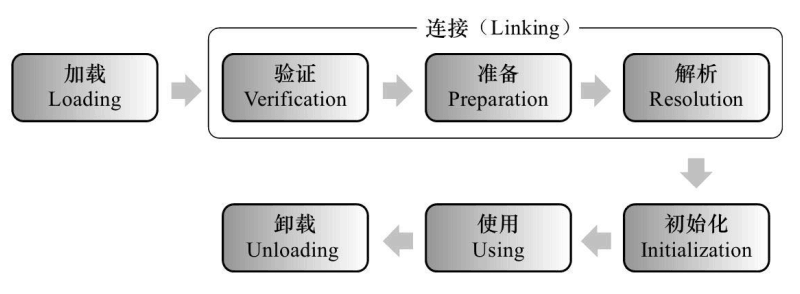 连接（Linking）
加载
Loading
验证
Verification
准备
Preparation
解析
Resolution
初始化
Initialization
使用
Using
卸载
Unloading